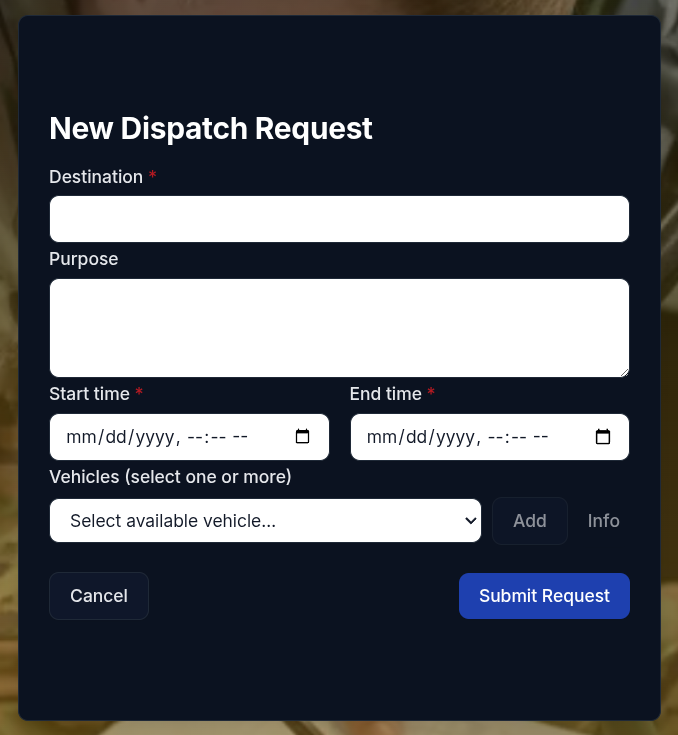 New Dispatch Request
Destination *
Purpose
Start time * End time *
mm/dd/yyyy, --:-- -- mm/dd/yyyy, --:-- --
Vehicles (select one or more)
Select available vehicle... Add Info
Cancel Submit Request